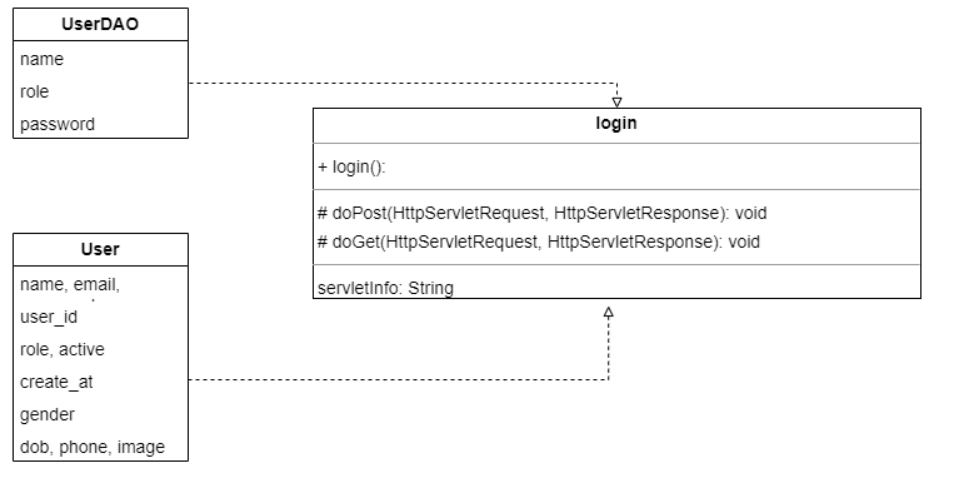 UserDAO
name
role
password
login
+ login():
# doPost(HttpServletRequest, HttpServletResponse): void
# doGet(HttpServletRequest, HttpServletResponse): void
servletInfo: String
User
name, email,
user_id
role, active
create_at
gender
dob, phone, image